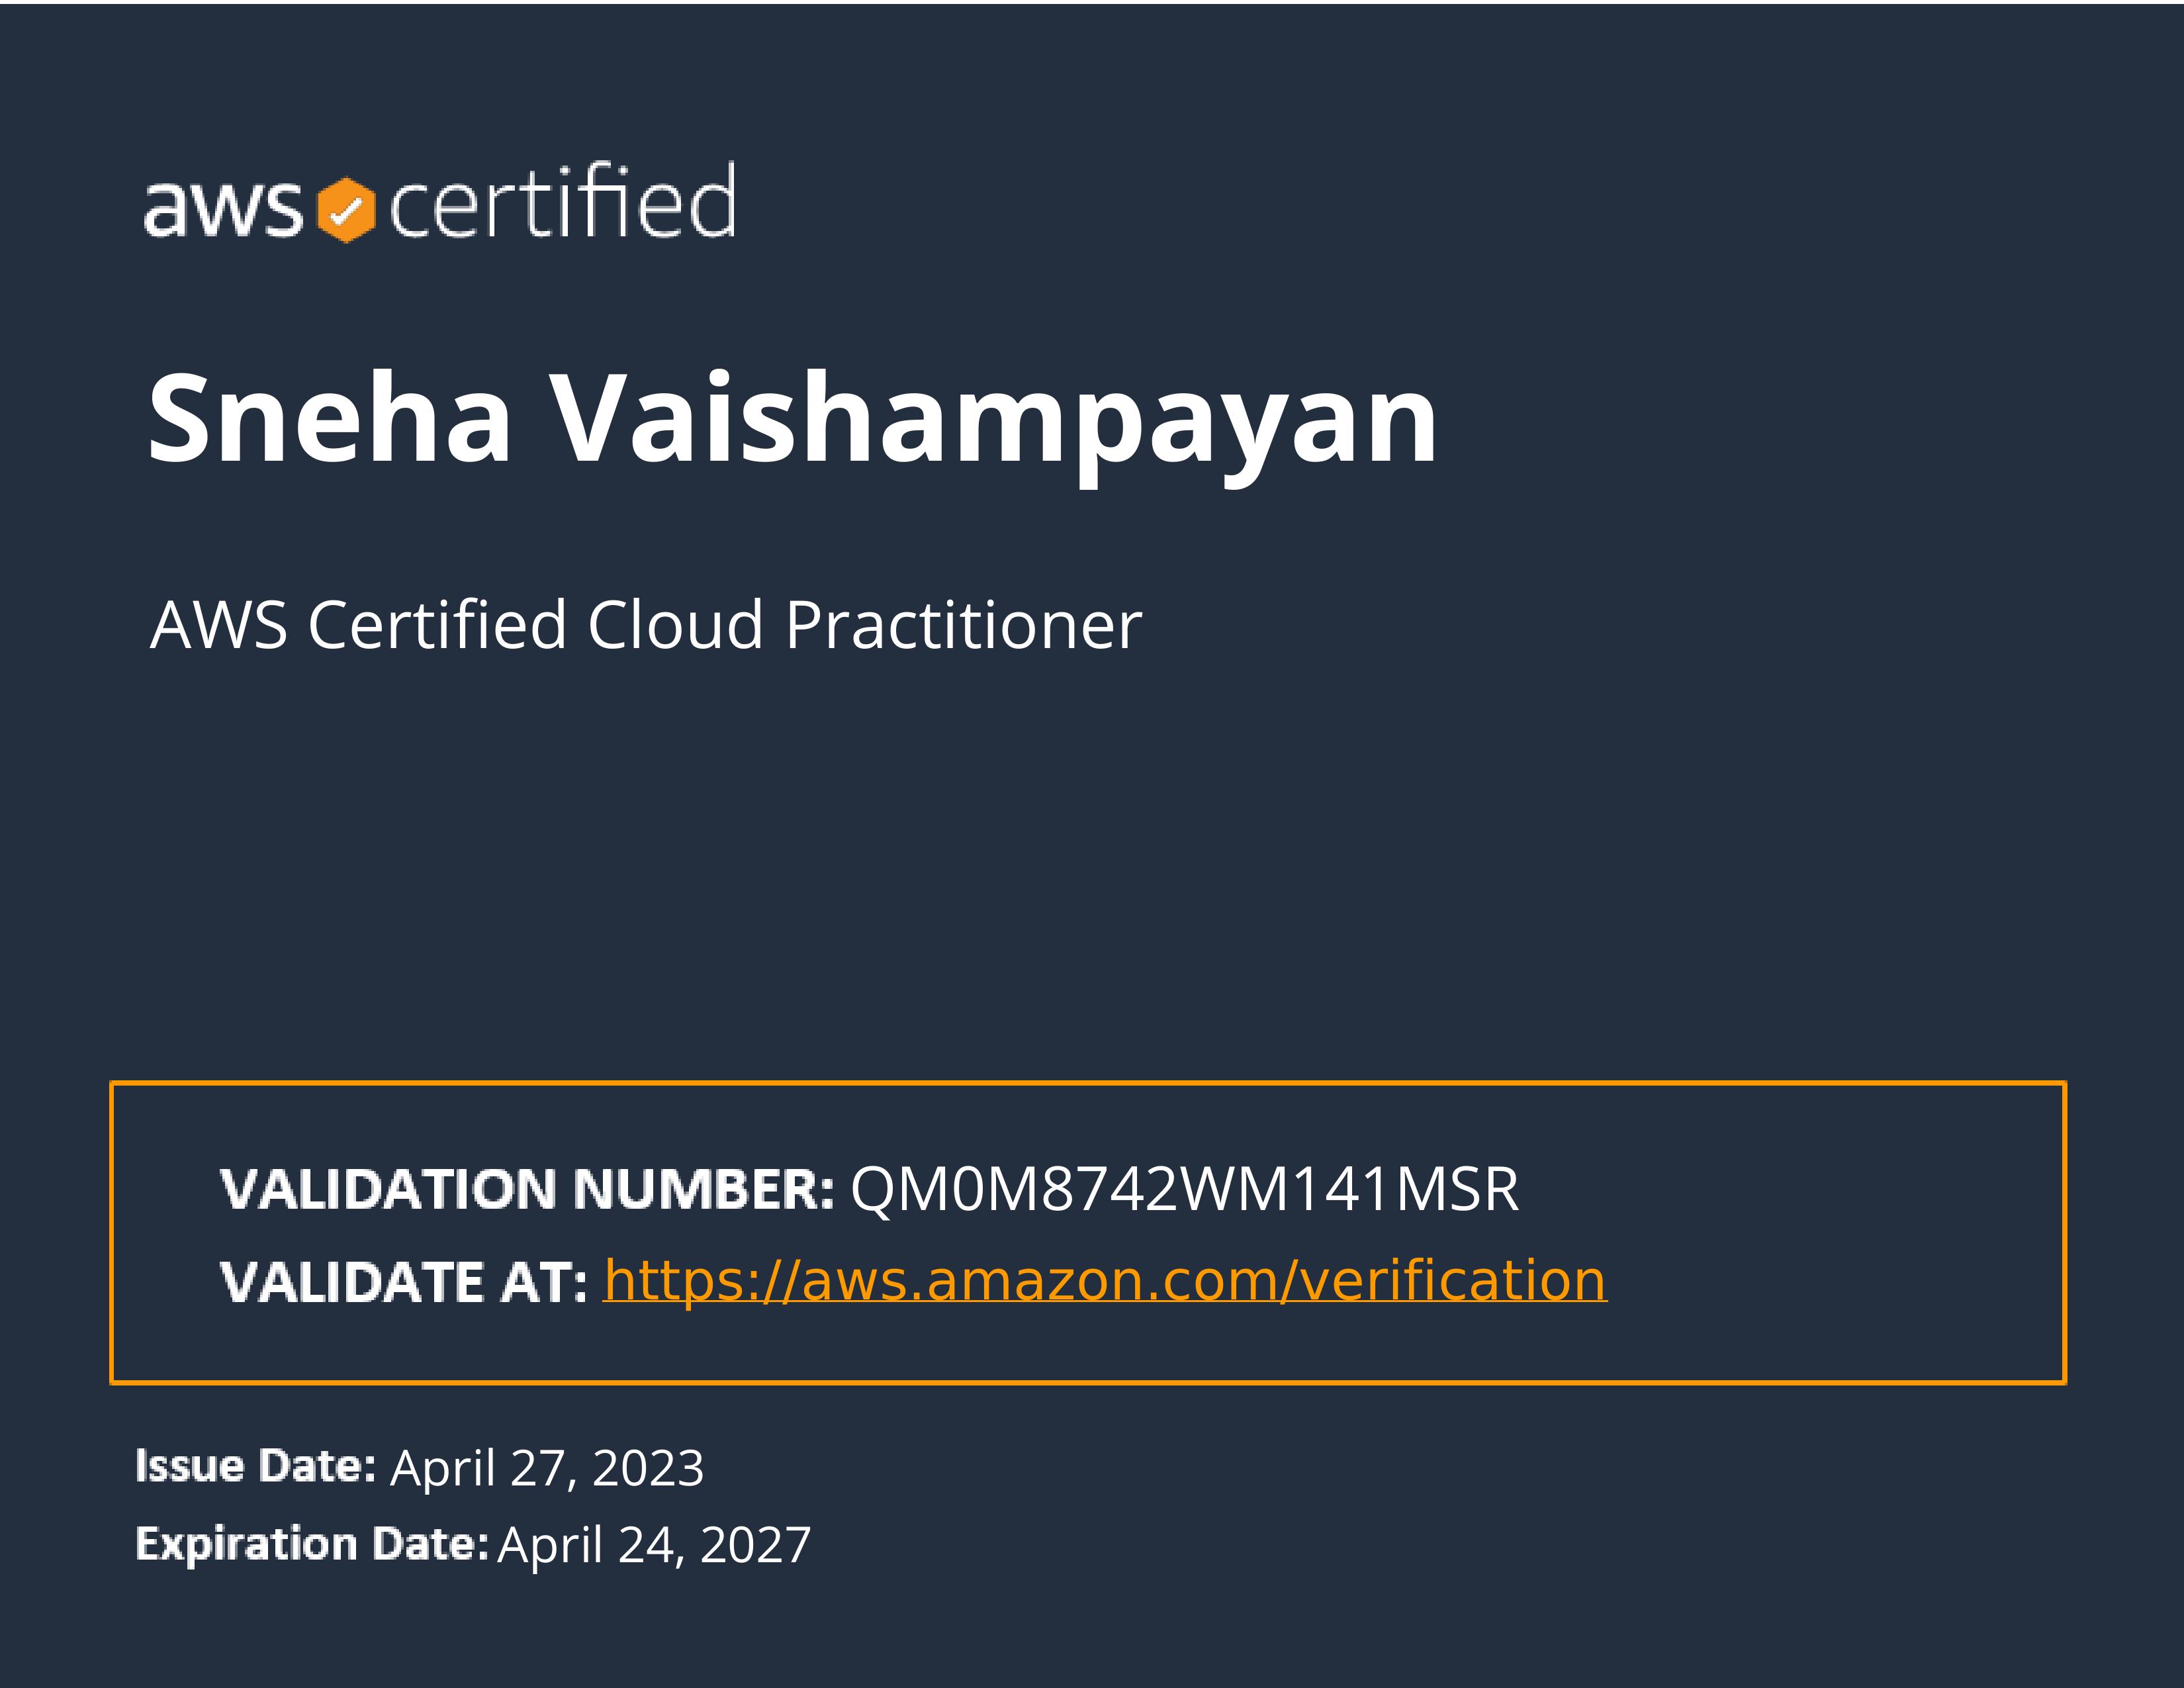 aws certified
Sneha Vaishampayan
AWS Certified Cloud Practitioner
VALIDATION NUMBER: QM0M8742WM141MSR
VALIDATE AT: https://aws.amazon.com/verification
Issue Date: April 27, 2023
Expiration Date: April 24, 2027